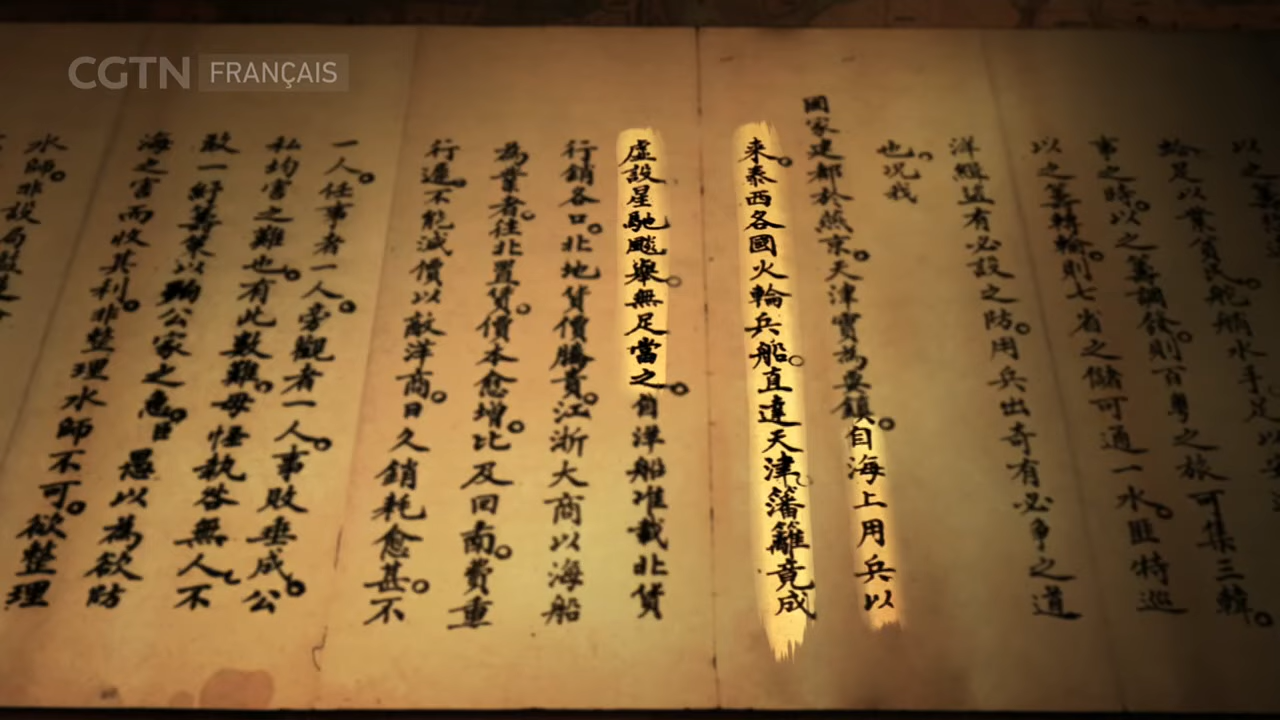 CGTN FRANÇAIS
以之籌
給足以業貧民舵梢水手足以安
事之時。以之籌調發。則百粵之旅可集三韓。
以之籌轉輸。則七省之儲可通一水。匪特巡
洋緝盜有必設之防。用兵出奇有必爭之道
也。況我
國家建都於燕京。天津實為要鎮。自海上用兵以
來。泰西各國火輪兵船。直達天津。藩籬竟成
虛設星馳飈舉。無足當之。自洋船准載北貨
行銷各口。北地貨價騰貴。江浙大商以海船
為業者。往北置貨。價本愈增。比及回南。費重
行遲。不能減價以敵洋商。日久銷耗愈甚。不
一人。任事者一人。旁觀者一人。事敗垂成。公
私均害之難也。有此數難。毋怪執咎無人。不
敢一紓籌策以徇公家之急。臣愚以為欲防
海之害而收其利。非整理水師不可。欲整理
水師。非設局監造